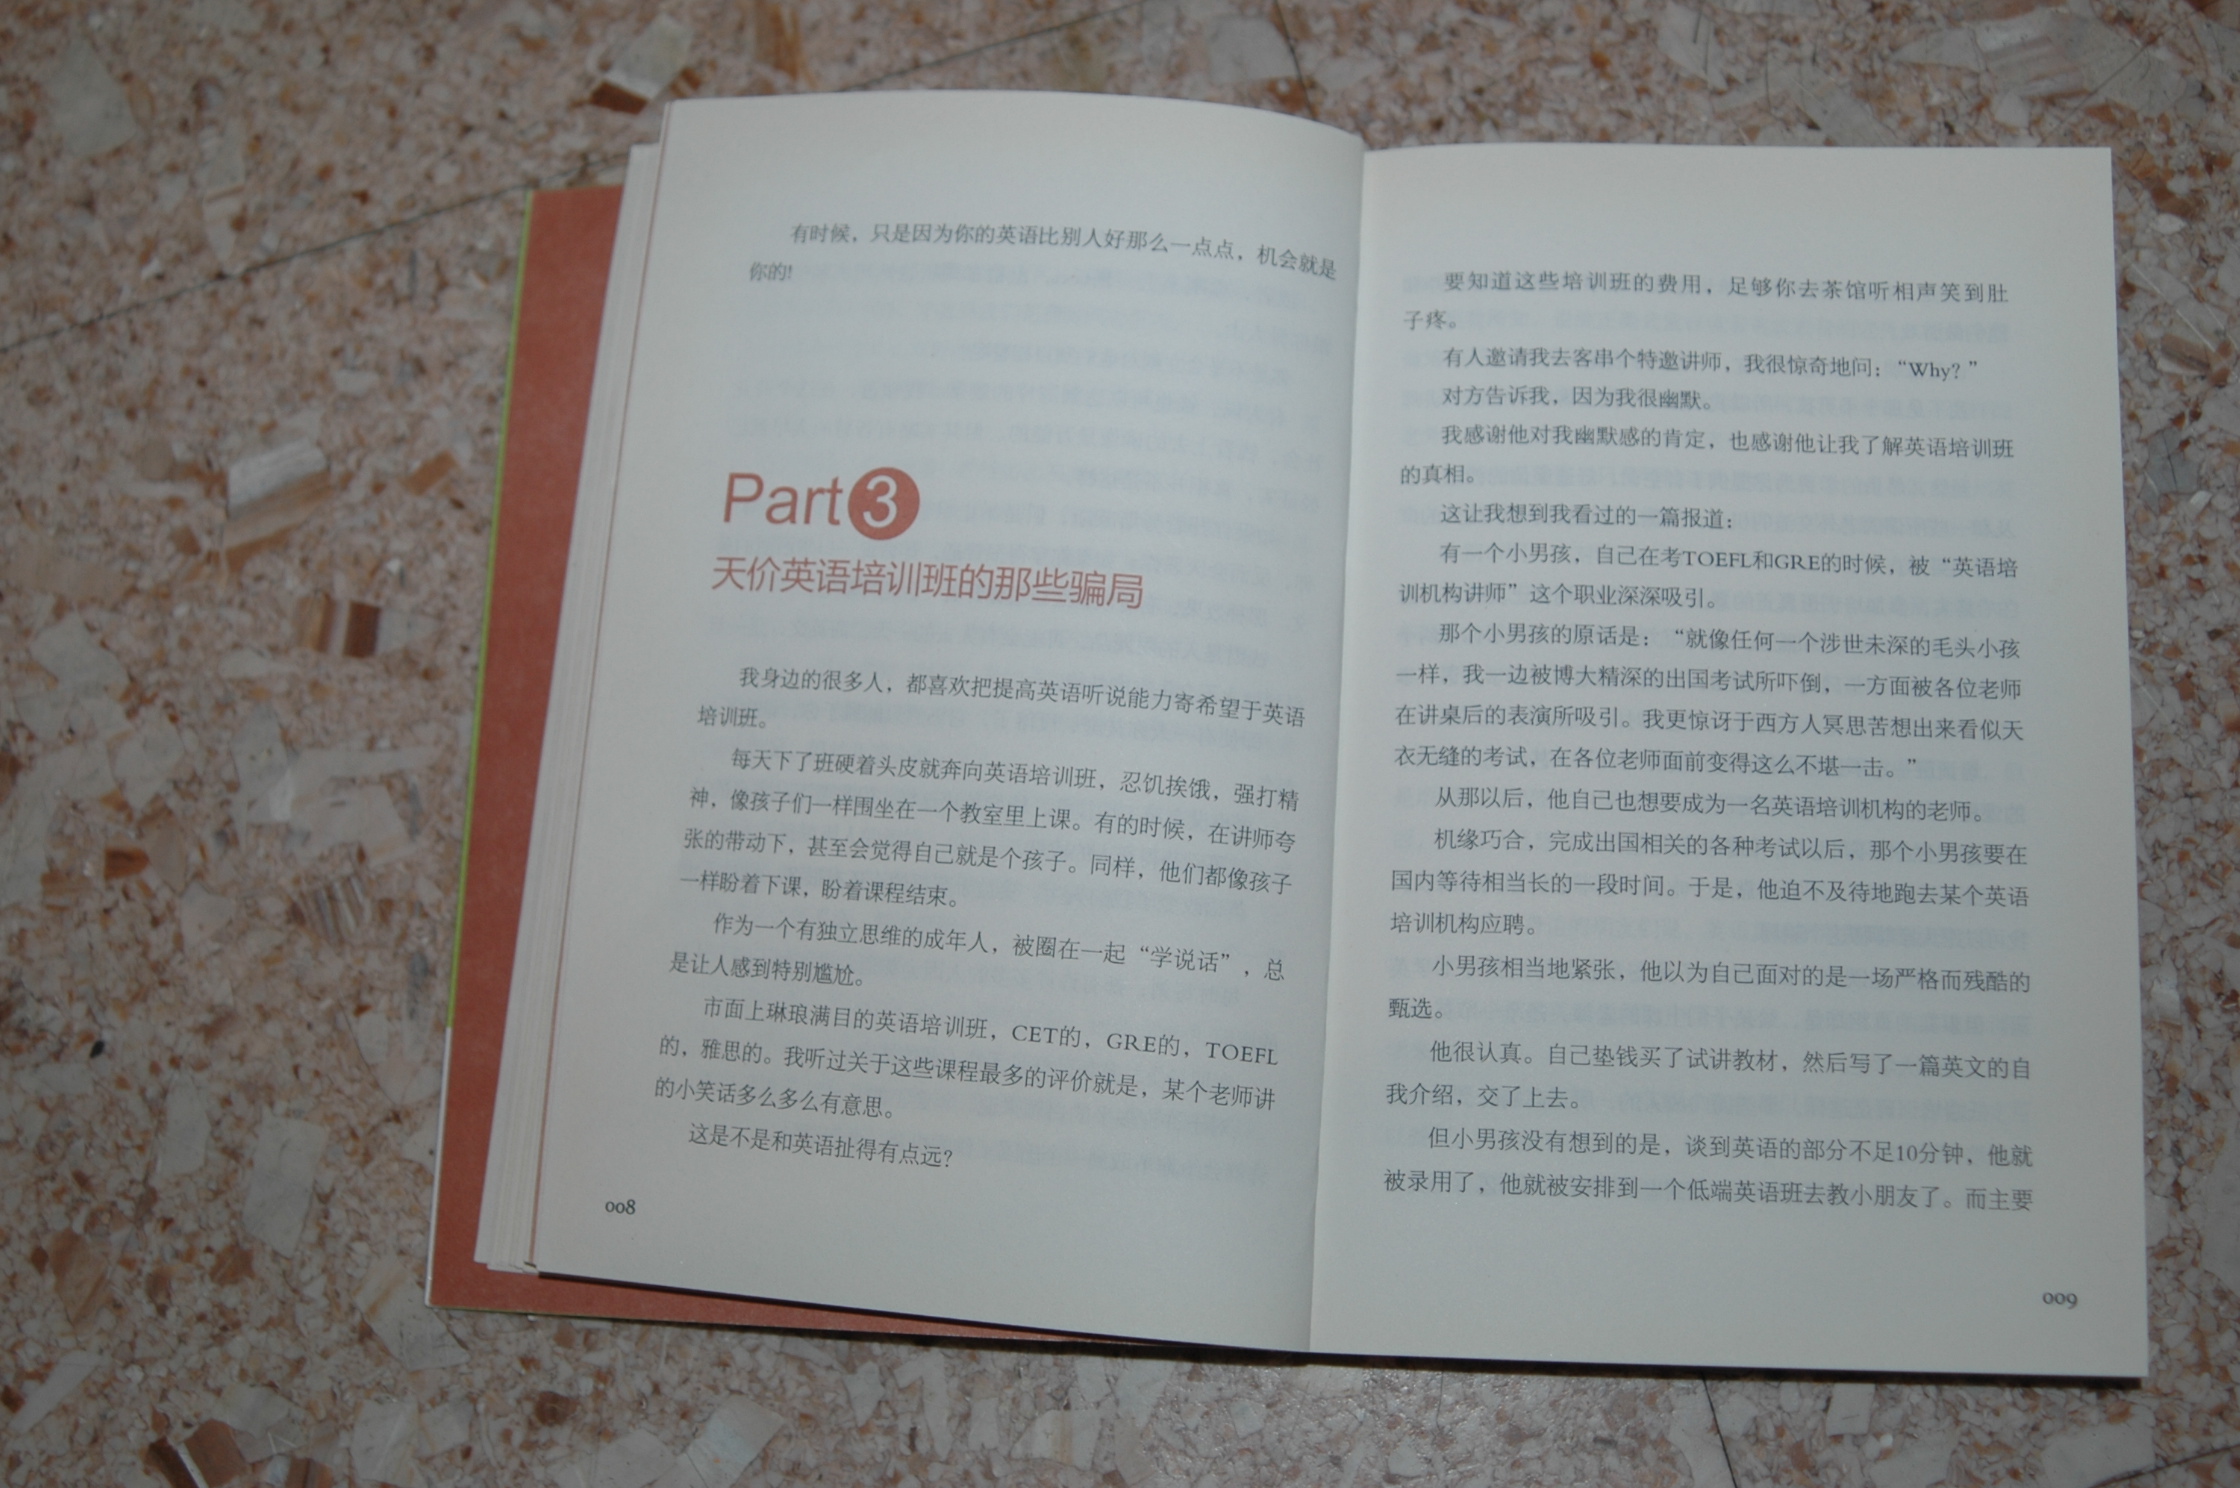 有时候，只是因为你的英语比别人好那么一点点，机会就是
你的!
Part 3
天价英语培训班的那些骗局
我身边的很多人，都喜欢把提高英语听说能力寄希望于英语
培训班。
每天下了班硬着头皮就奔向英语培训班，忍饥挨饿，强打精
神，像孩子们一样围坐在一个教室里上课。有的时候，在讲师夸
张的带动下，甚至会觉得自己就是个孩子。同样，他们都像孩子
一样盼着下课，盼着课程结束。
作为一个有独立思维的成年人，被圈在一起“学说话”，总
是让人感到特别尴尬。
市面上琳琅满目的英语培训班，CET的，GRE的，TOEFL
的，雅思的。我听过关于这些课程最多的评价就是，某个老师讲
的小笑话多么多么有意思。
这是不是和英语扯得有点远?
008
要知道这些培训班的费用，足够你去茶馆听相声笑到肚
子疼。
有人邀请我去客串个特邀讲师，我很惊奇地问：“Why？”
对方告诉我，因为我很幽默。
我感谢他对我幽默感的肯定，也感谢他让我了解英语培训班
的真相。
这让我想到我看过的一篇报道：
有一个小男孩，自己在考TOEFL和GRE的时候，被“英语培
训机构讲师”这个职业深深吸引。
那个小男孩的原话是：“就像任何一个涉世未深的毛头小孩
一样，我一边被博大精深的出国考试所吓倒，一方面被各位老师
在讲桌后的表演所吸引。我更惊讶于西方人冥思苦想出来看似天
衣无缝的考试，在各位老师面前变得这么不堪一击。”
从那以后，他自己也想要成为一名英语培训机构的老师。
机缘巧合，完成出国相关的各种考试以后，那个小男孩要在
国内等待相当长的一段时间。于是，他迫不及待地跑去某个英语
培训机构应聘。
小男孩相当地紧张，他以为自己面对的是一场严格而残酷的
甄选。
他很认真。自己垫钱买了试讲教材，然后写了一篇英文的自
我介绍，交了上去。
但小男孩没有想到的是，谈到英语的部分不足10分钟，他就
被录用了，他就被安排到一个低端英语班去教小朋友了。而主要
009